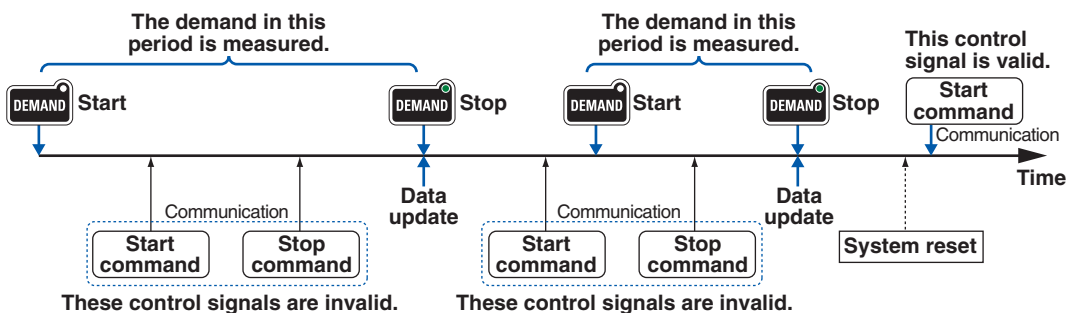 The demand in this
period is measured.
The demand in this
period is measured.
This control
signal is valid.
DEMAND Start
DEMAND Stop
DEMAND Start
DEMAND Stop
Start
command
Communication
Time
Data
update
Data
update
Communication
Start
command
Stop
command
Communication
Start
command
Stop
command
System reset
These control signals are invalid.
These control signals are invalid.